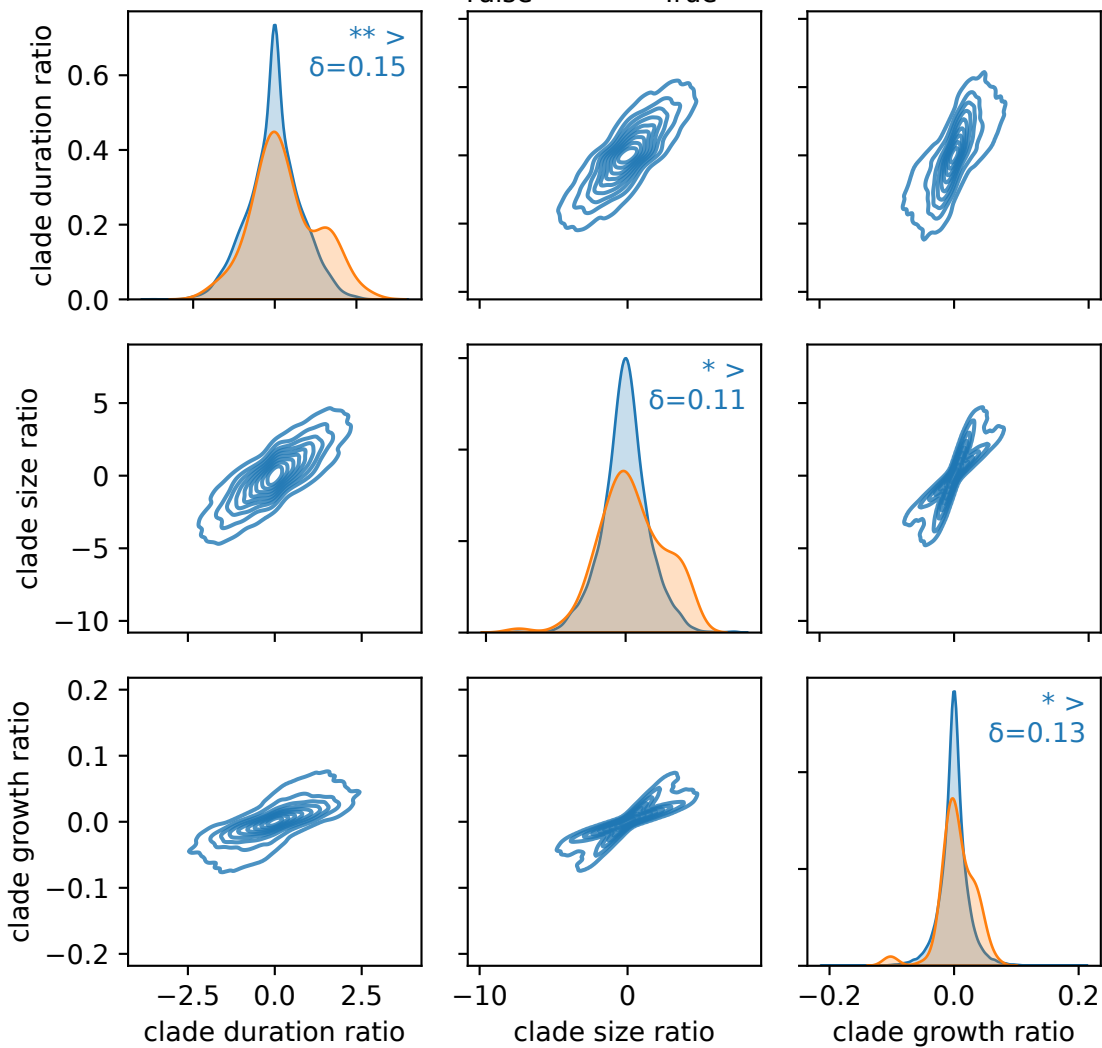 clade duration ratio
0.6
0.4
0.2
0.0
** >
δ=0.15
clade size ratio
5
0
−5
−10
* >
δ=0.11
clade growth ratio
0.2
0.1
0.0
−0.1
−0.2
* >
δ=0.13
−2.5 0.0 2.5
−10 0
−0.2 0.0 0.2
clade duration ratio
clade size ratio
clade growth ratio